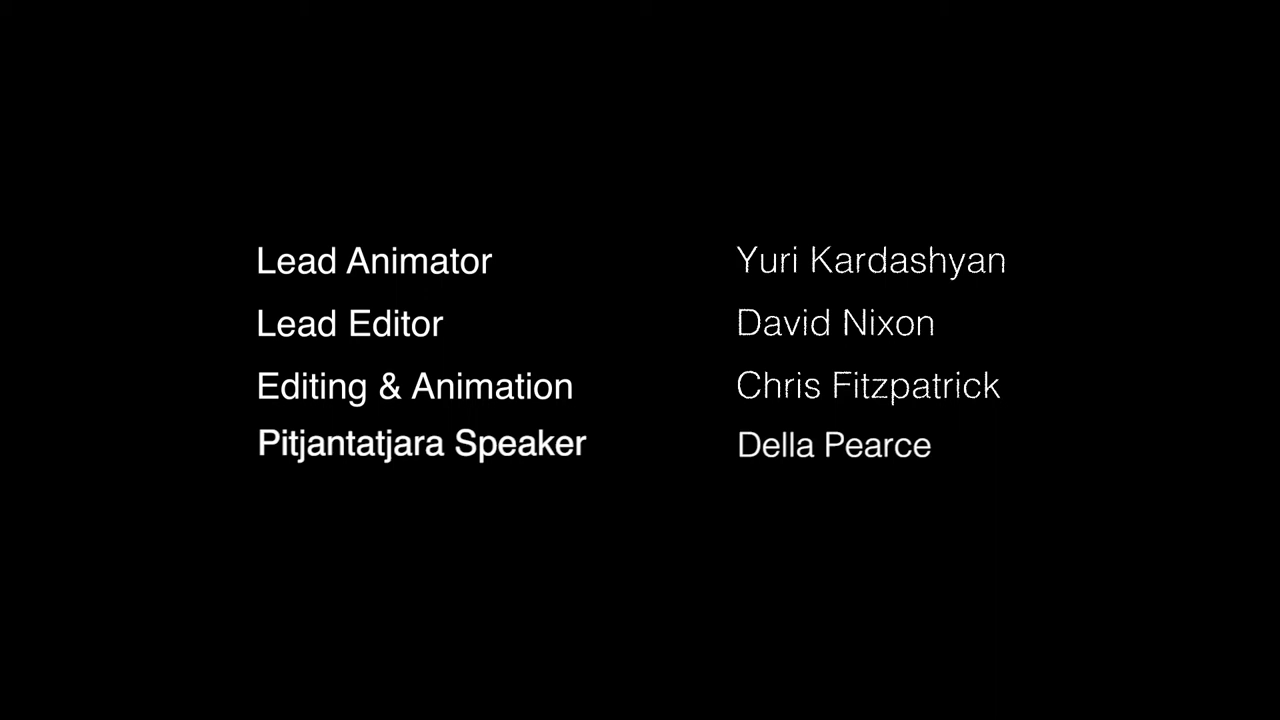 Lead Animator Yuri Kardashyan
Lead Editor David Nixon
Editing & Animation Chris Fitzpatrick
Pitjantatjara Speaker Della Pearce